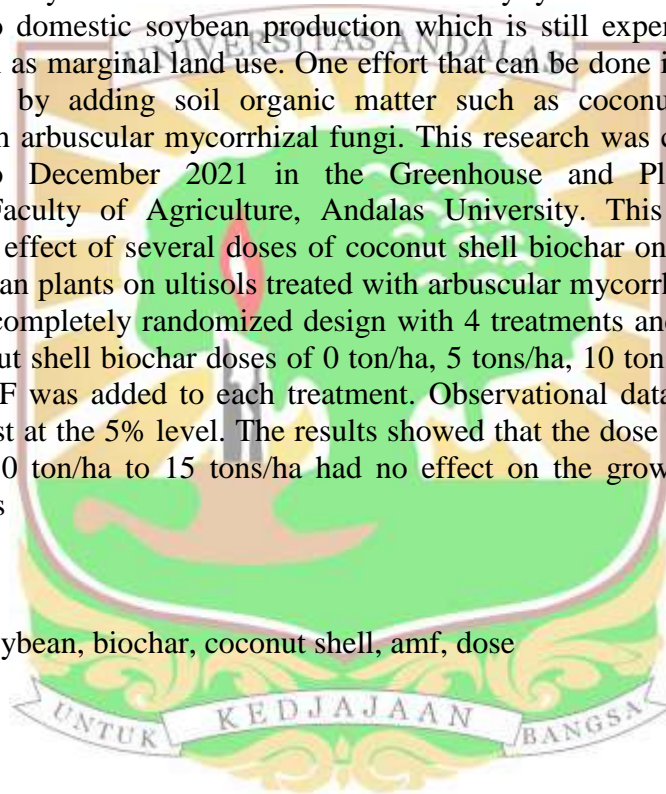 o domestic soybean production which is still exper
UNIVERSITAS ANDALAS
n as marginal land use. One effort that can be done i
by adding soil organic matter such as coconu
n arbuscular mycorrhizal fungi. This research was c
o December 2021 in the Greenhouse and Pl
Faculty of Agriculture, Andalas University. This
effect of several doses of coconut shell biochar on
an plants on ultisols treated with arbuscular mycorrh
completely randomized design with 4 treatments and
ut shell biochar doses of 0 ton/ha, 5 tons/ha, 10 ton
F was added to each treatment. Observational data
st at the 5% level. The results showed that the dose
0 ton/ha to 15 tons/ha had no effect on the grow
s
ybean, biochar, coconut shell, amf, dose
UNTUK KEDJAJAAN BANGSA